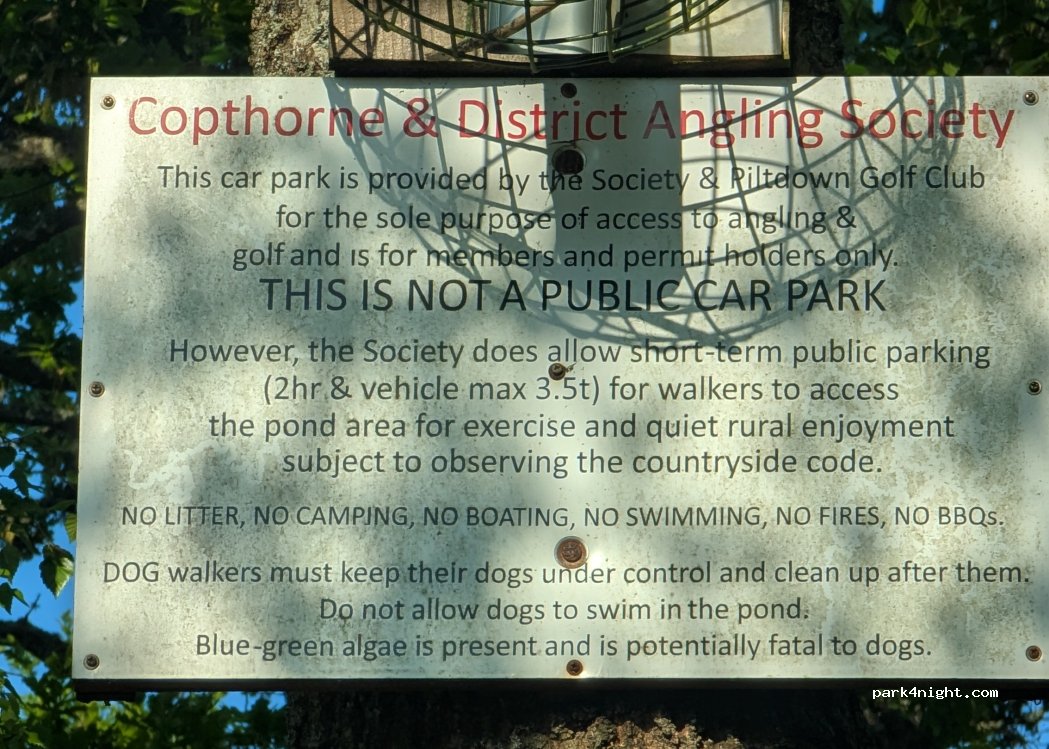 Copthorne & District Angling Society
This car park is provided by the Society & Piltdown Golf Club
for the sole purpose of access to angling &
golf and is for members and permit holders only.
THIS IS NOT A PUBLIC CAR PARK
However, the Society does allow short-term public parking
(2hr & vehicle max 3.5t) for walkers to access
the pond area for exercise and quiet rural enjoyment
subject to observing the countryside code.
NO LITTER, NO CAMPING, NO BOATING, NO SWIMMING, NO FIRES, NO BBQs.
DOG walkers must keep their dogs under control and clean up after them.
Do not allow dogs to swim in the pond.
Blue-green algae is present and is potentially fatal to dogs.
park4night.com